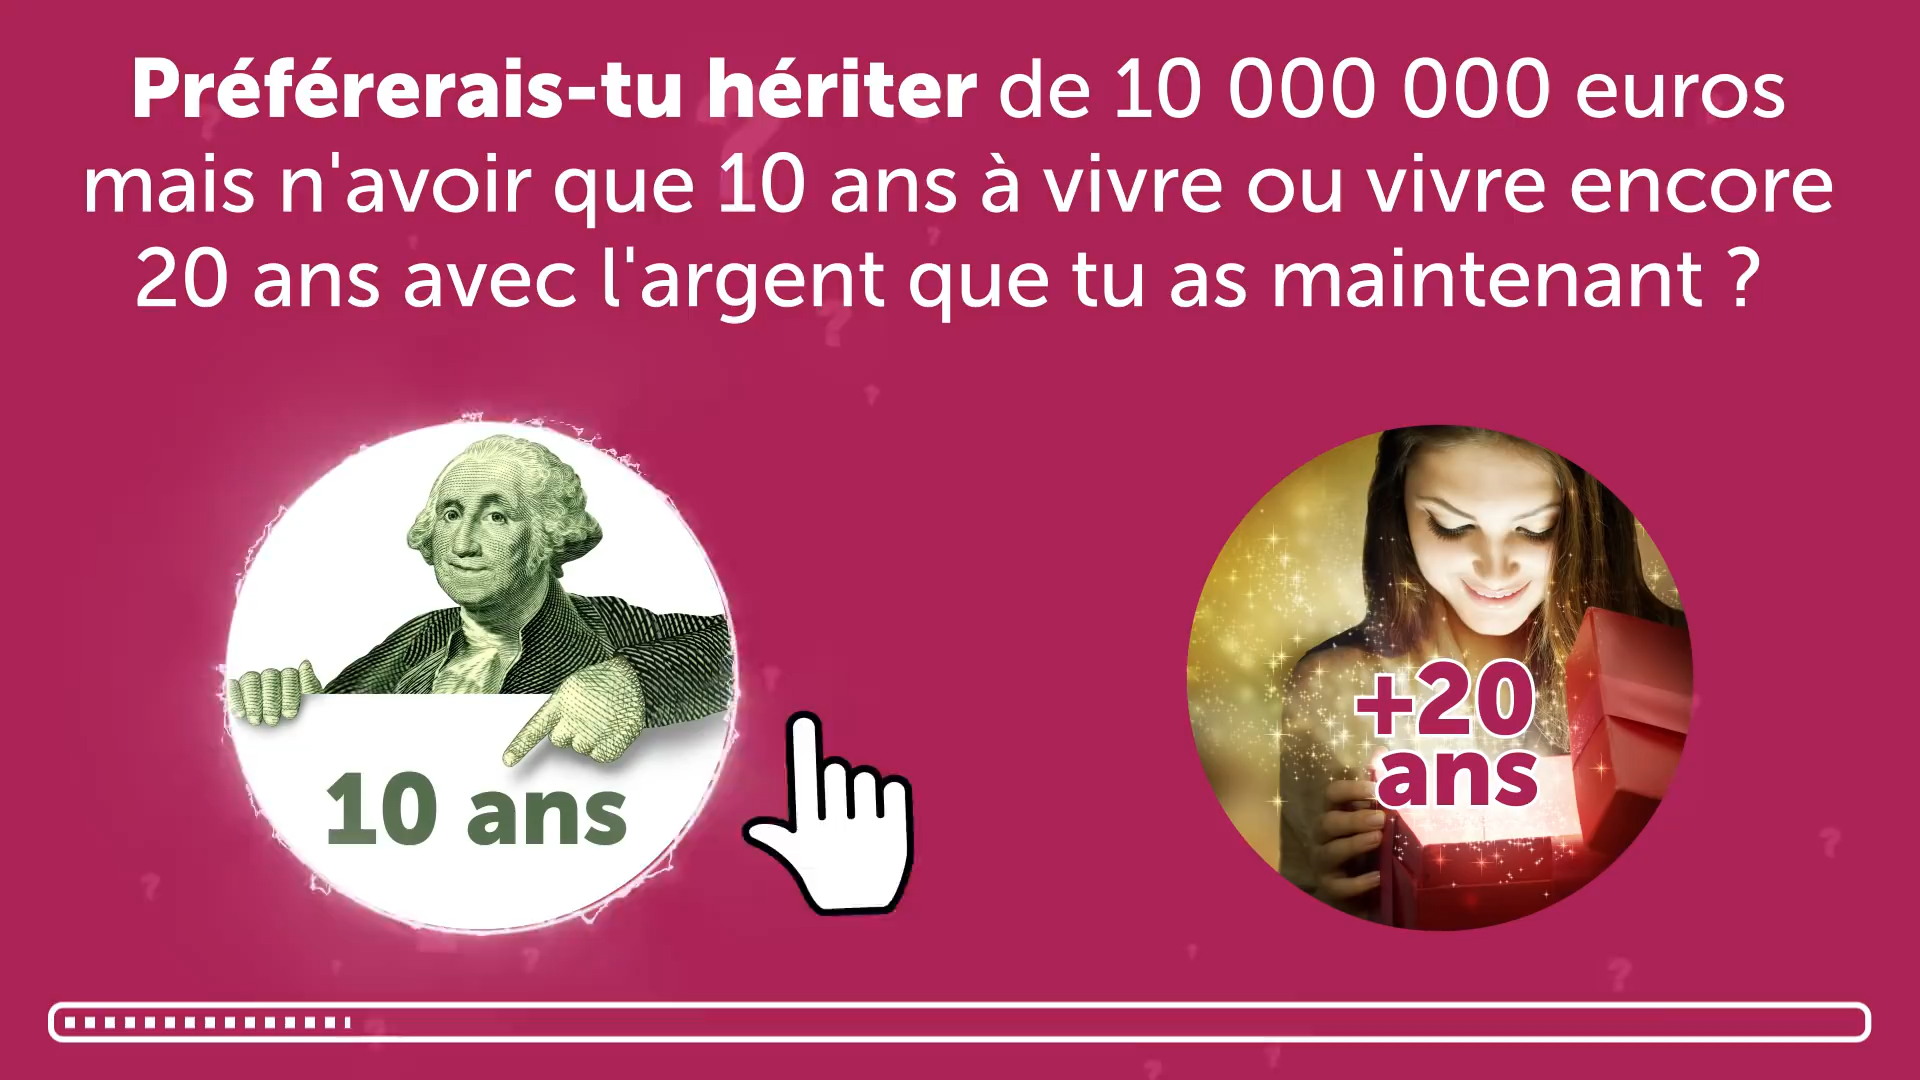 Préférerais-tu hériter de 10 000 000 euros
mais n'avoir que 10 ans à vivre ou vivre encore
20 ans avec l'argent que tu as maintenant ?
10 ans
+20
ans